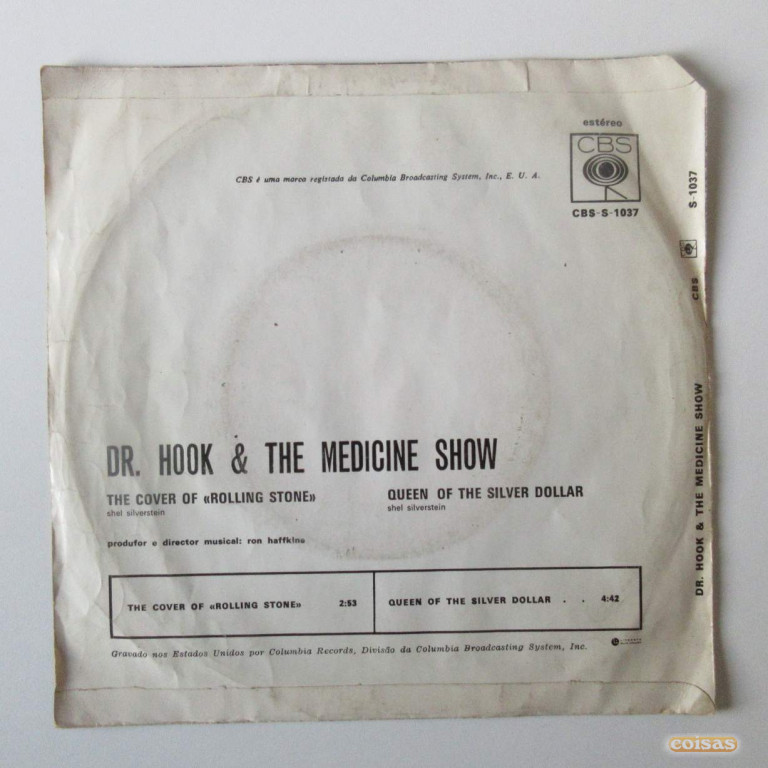 estéreo
CBS
CBS é uma marca registada da Columbia Broadcasting System, Inc., E. U. A.
CBS-S-1037
S-1037
CBS
DR. HOOK & THE MEDICINE SHOW
DR. HOOK & THE MEDICINE SHOW
THE COVER OF «ROLLING STONE» QUEEN OF THE SILVER DOLLAR
shel silverstein shel silverstein
produfor e director musical: ron haffkine
THE COVER OF «ROLLING STONE» 2:53 QUEEN OF THE SILVER DOLLAR . . 4:42
Gravado nos Estados Unidos por Columbia Records, Divisão da Columbia Broadcasting System, Inc.
coisas